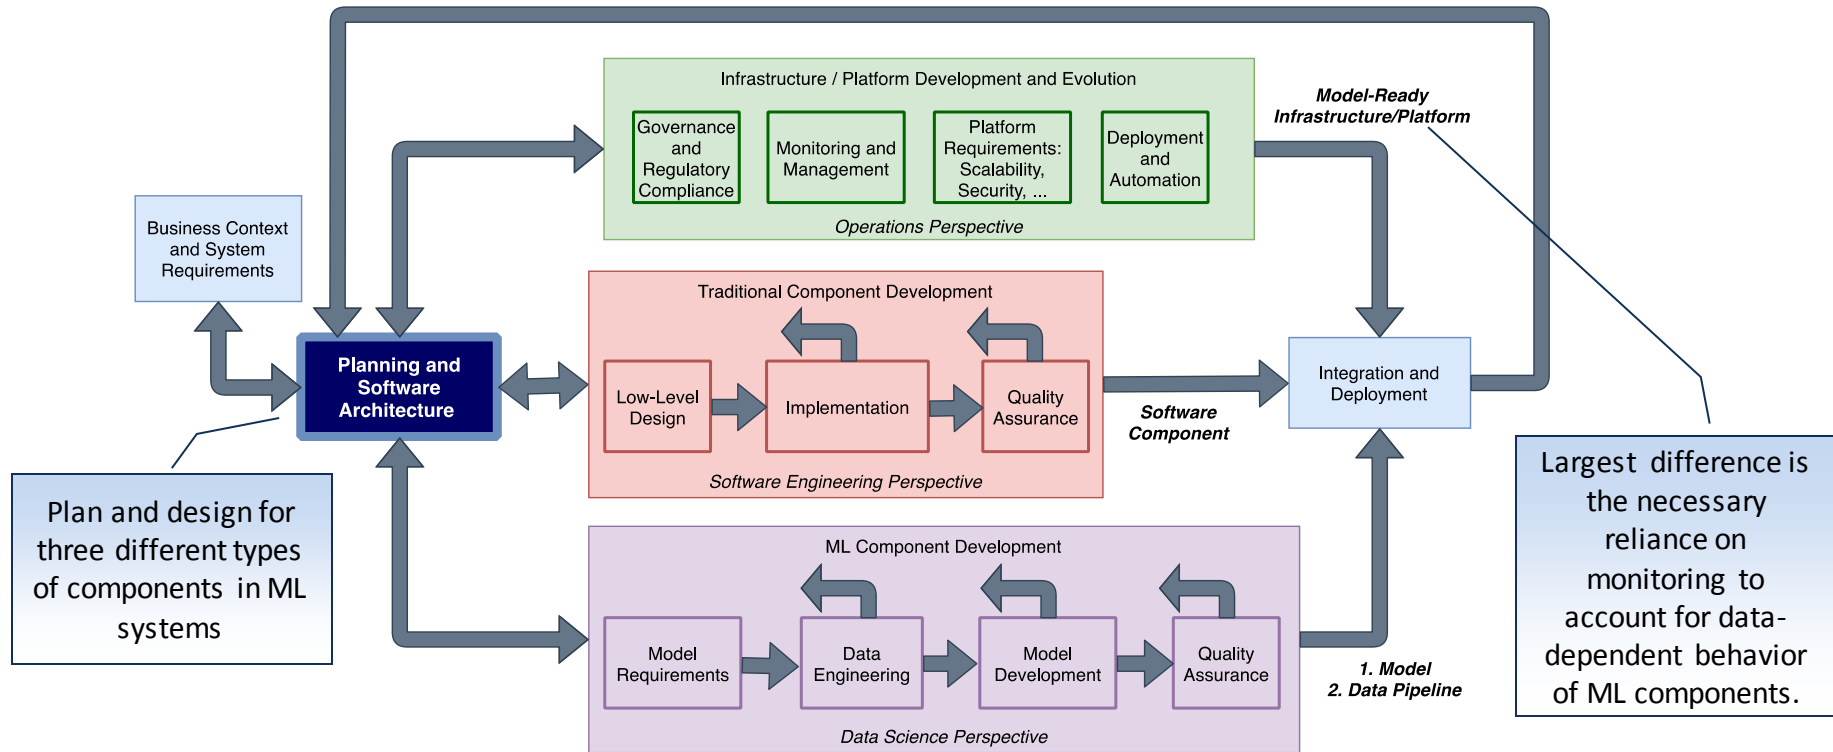 Infrastructure / Platform Development and Evolution
Governance
and
Regulatory
Compliance
Monitoring and
Management
Platform
Requirements:
Scalability,
Security, ...
Deployment
and
Automation
Operations Perspective
Model-Ready
Infrastructure/Platform
Business Context
and System
Requirements
Planning and
Software
Architecture
Traditional Component Development
Low-Level
Design
Implementation
Quality
Assurance
Software Engineering Perspective
Software
Component
Integration and
Deployment
Plan and design for
three different types
of components in ML
systems
Largest difference is
the necessary
reliance on
monitoring to
account for data-
dependent behavior
of ML components.
ML Component Development
Model
Requirements
Data
Engineering
Model
Development
Quality
Assurance
Data Science Perspective
1. Model
2. Data Pipeline